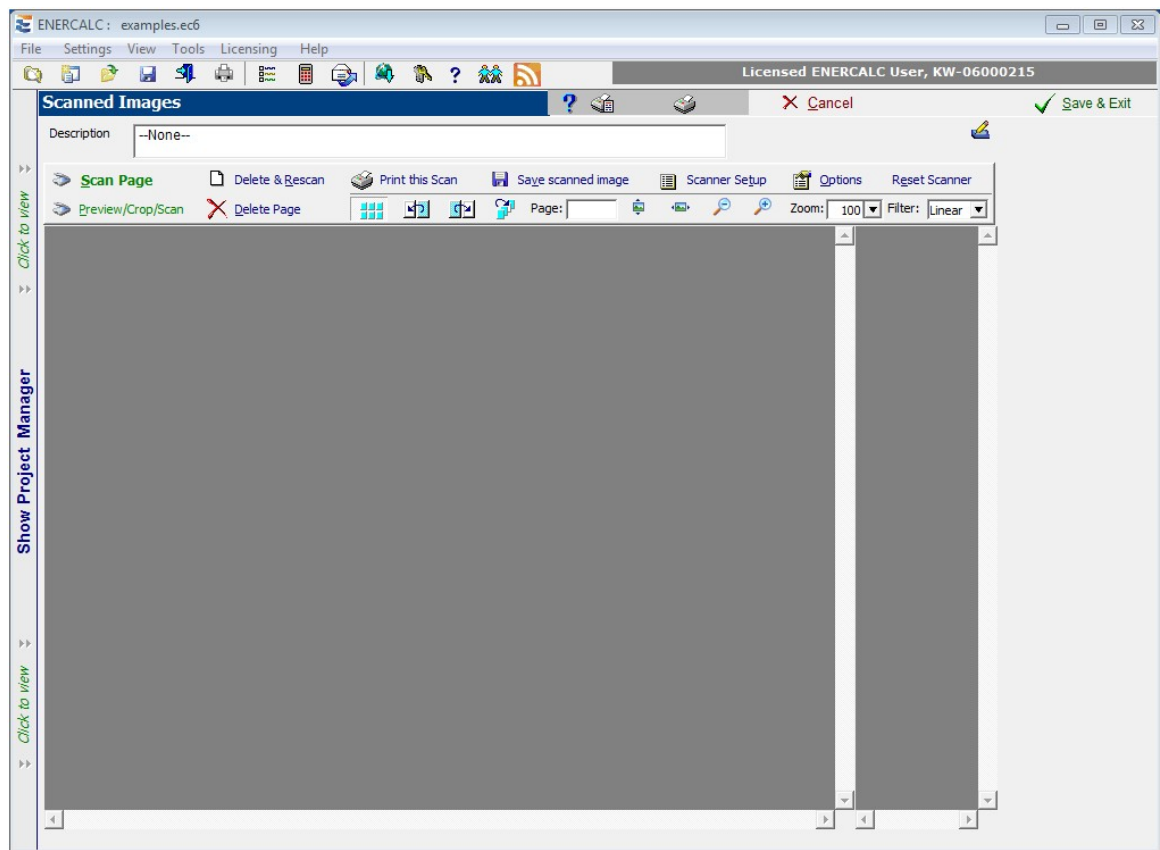 ENERCALC : examples.ec6
File Settings View Tools Licensing Help
Licensed ENERCALC User, KW-06000215
Scanned Images ? Cancel Save & Exit
Description --None--
Scan Page Delete & Rescan Print this Scan Save scanned image Scanner Setup Options Reset Scanner
Preview/Crop/Scan Delete Page Page: Zoom: 100 Filter: Linear
Click to view
Show Project Manager
Click to view